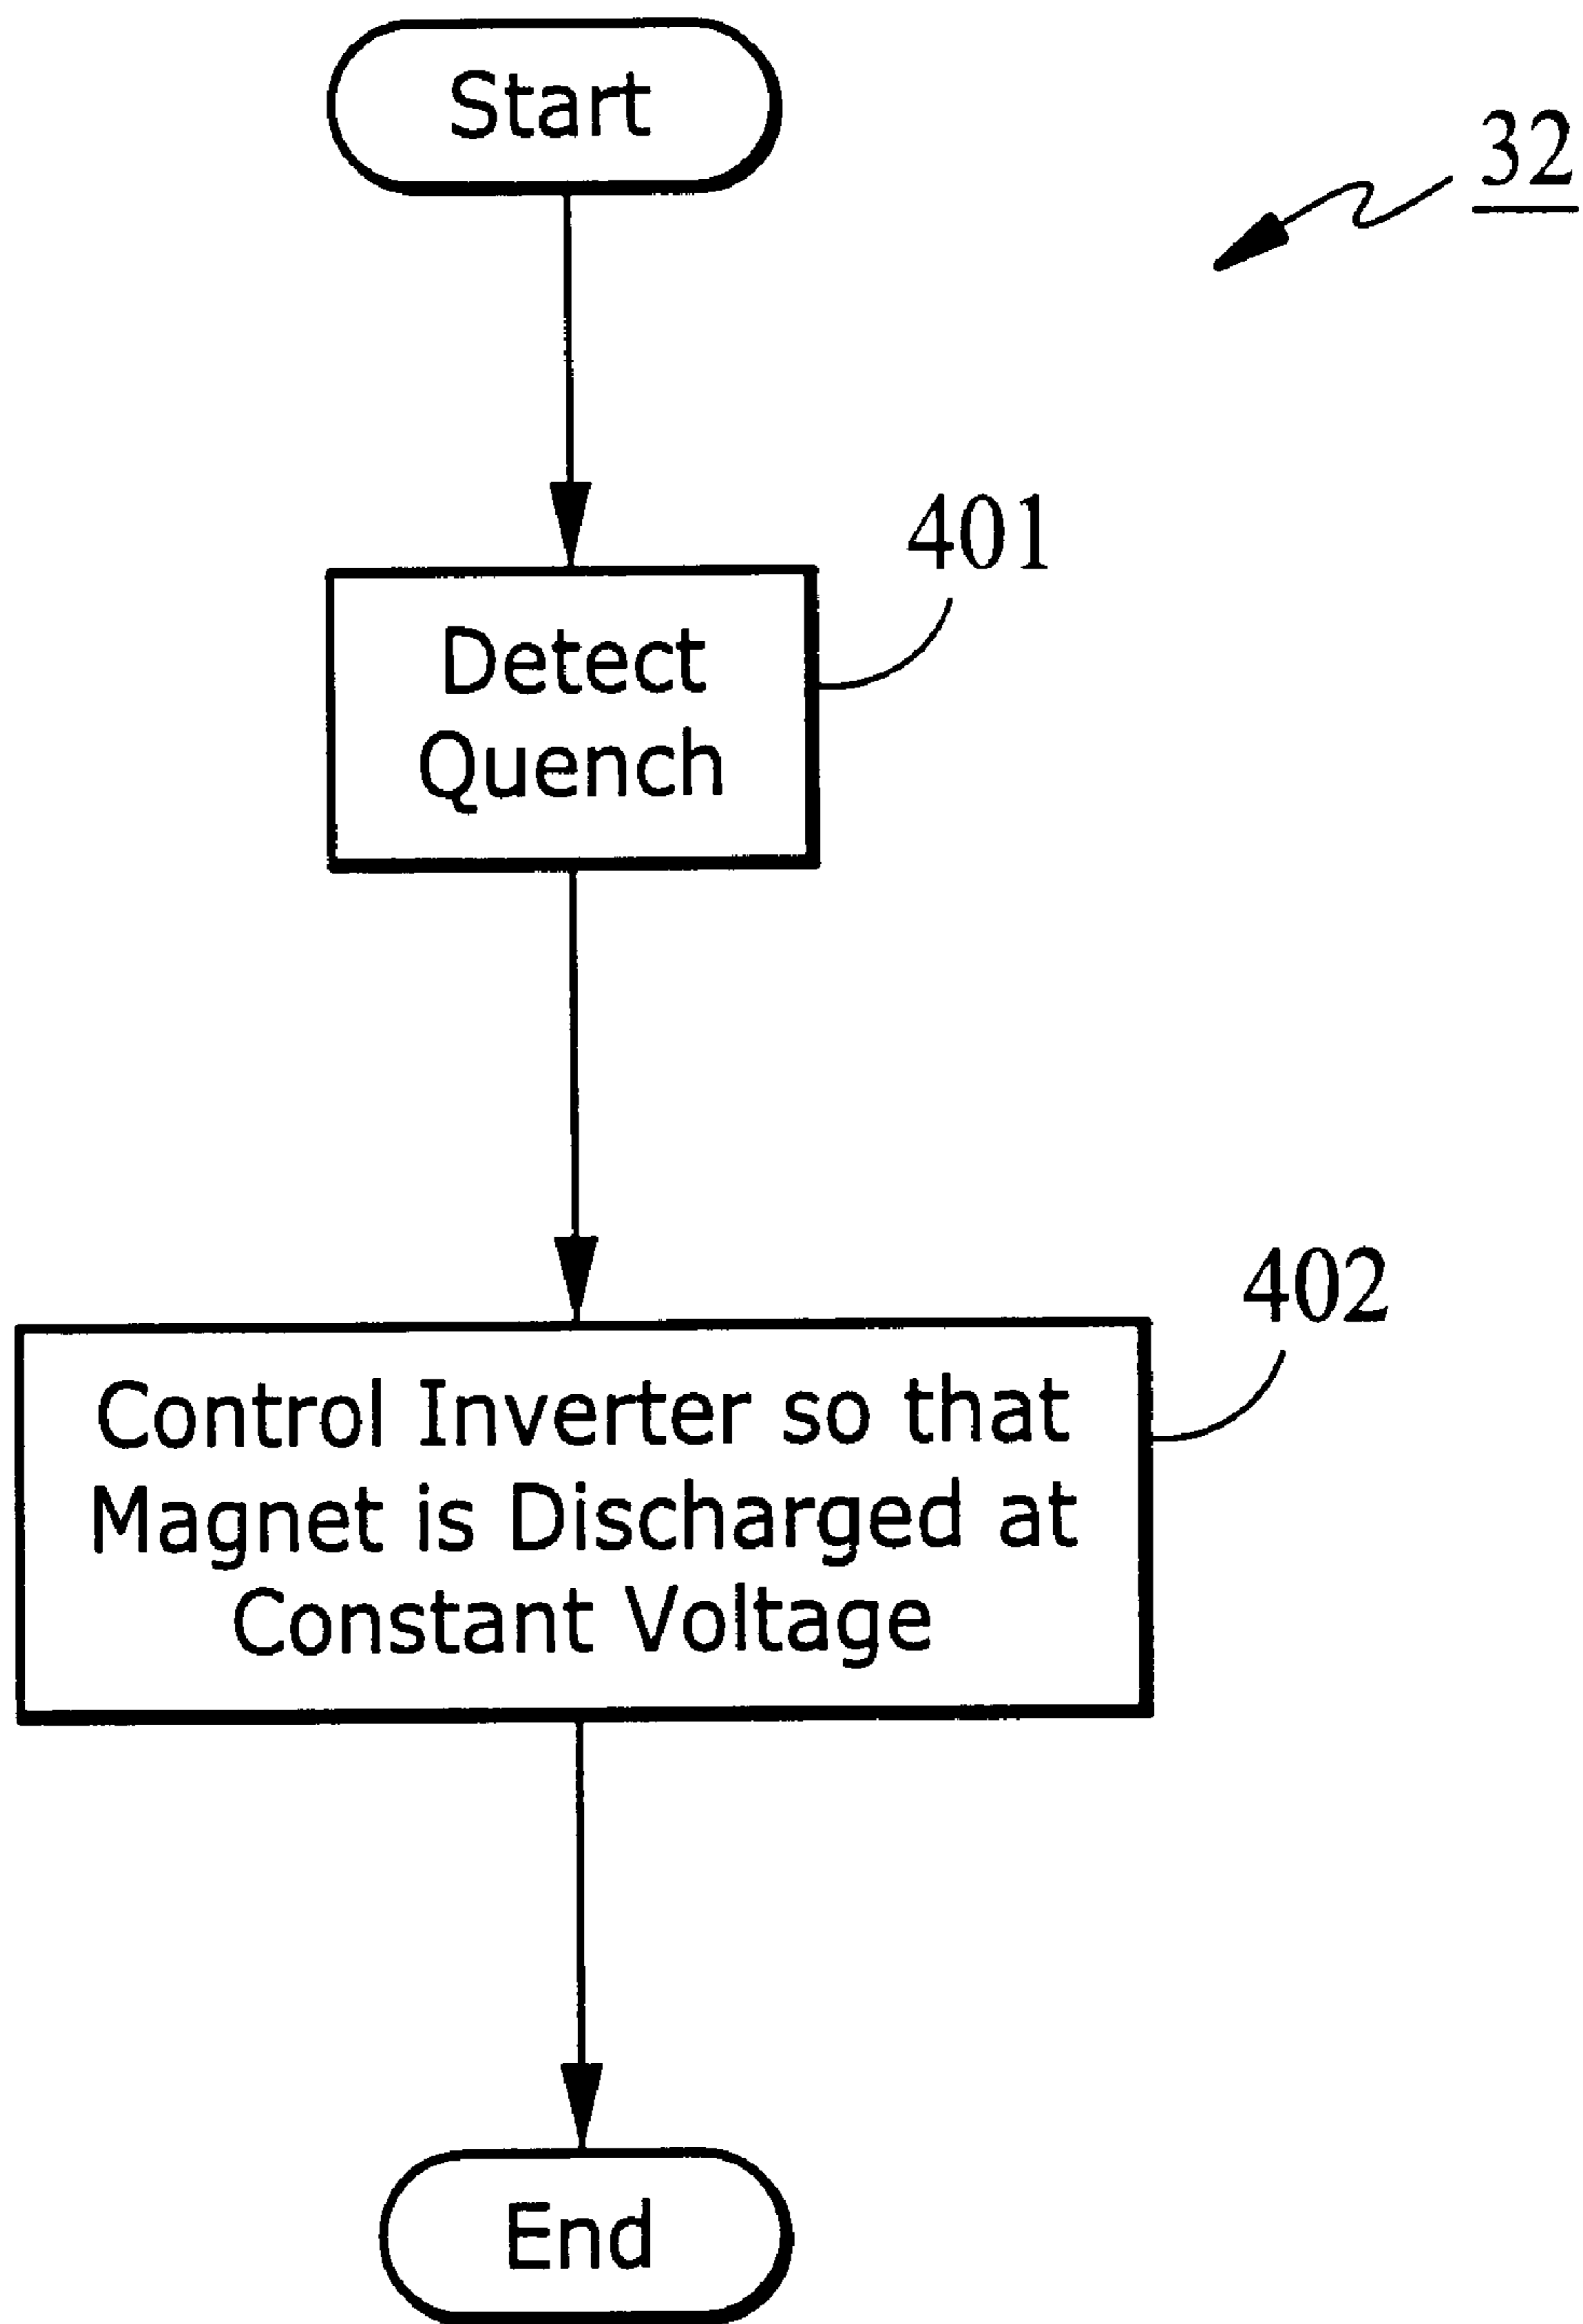 Start
32
401
Detect
Quench
402
Control Inverter so that
Magnet is Discharged at
Constant Voltage
End